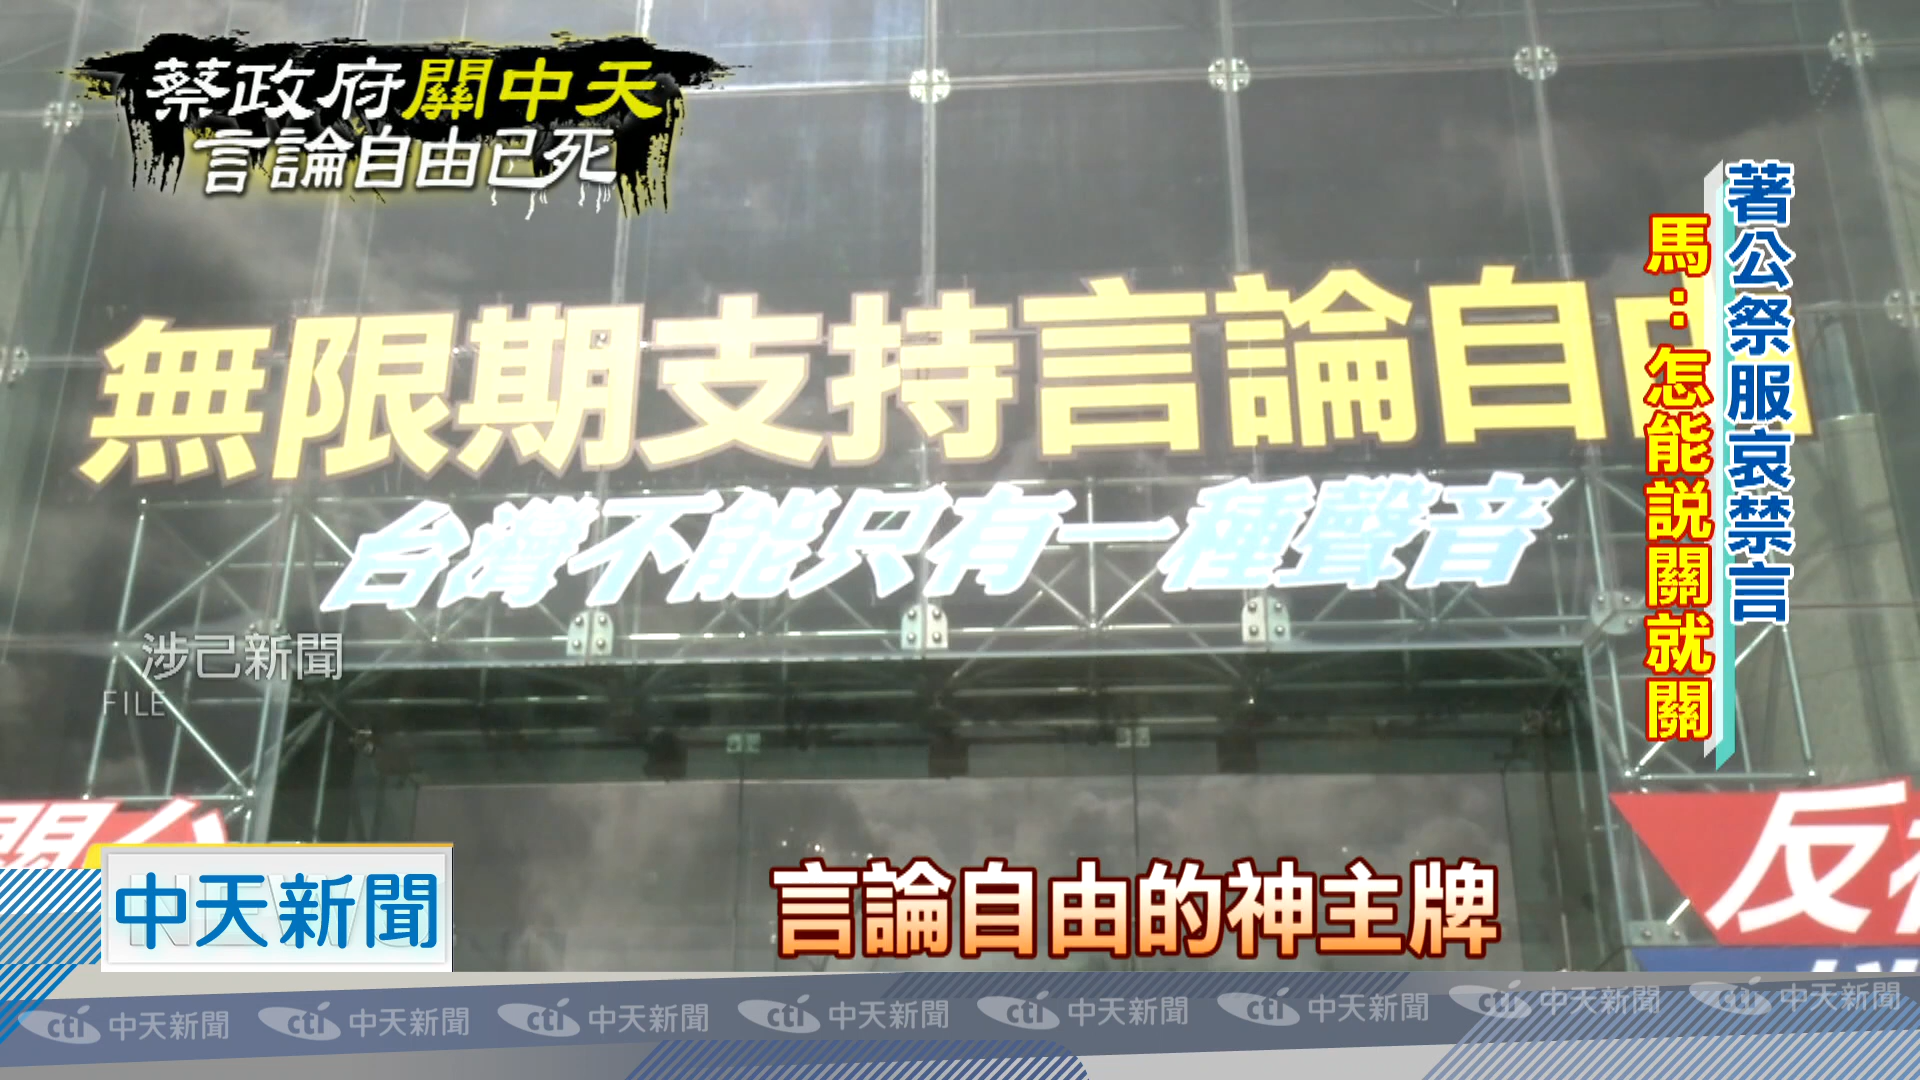 蔡政府關中天
言論自由已死
著公祭服哀禁言
馬：怎能説關就關
無限期支持言論自由
台灣不能只有一種聲音
涉己新聞
FILE
關台
反
中天新聞
言論自由的神主牌
cti 中天新聞 cti 中天新聞 cti 中天新聞 cti 中天新聞 cti 中天新聞 cti 中天新聞 cti 中天新聞 cti 中天新聞